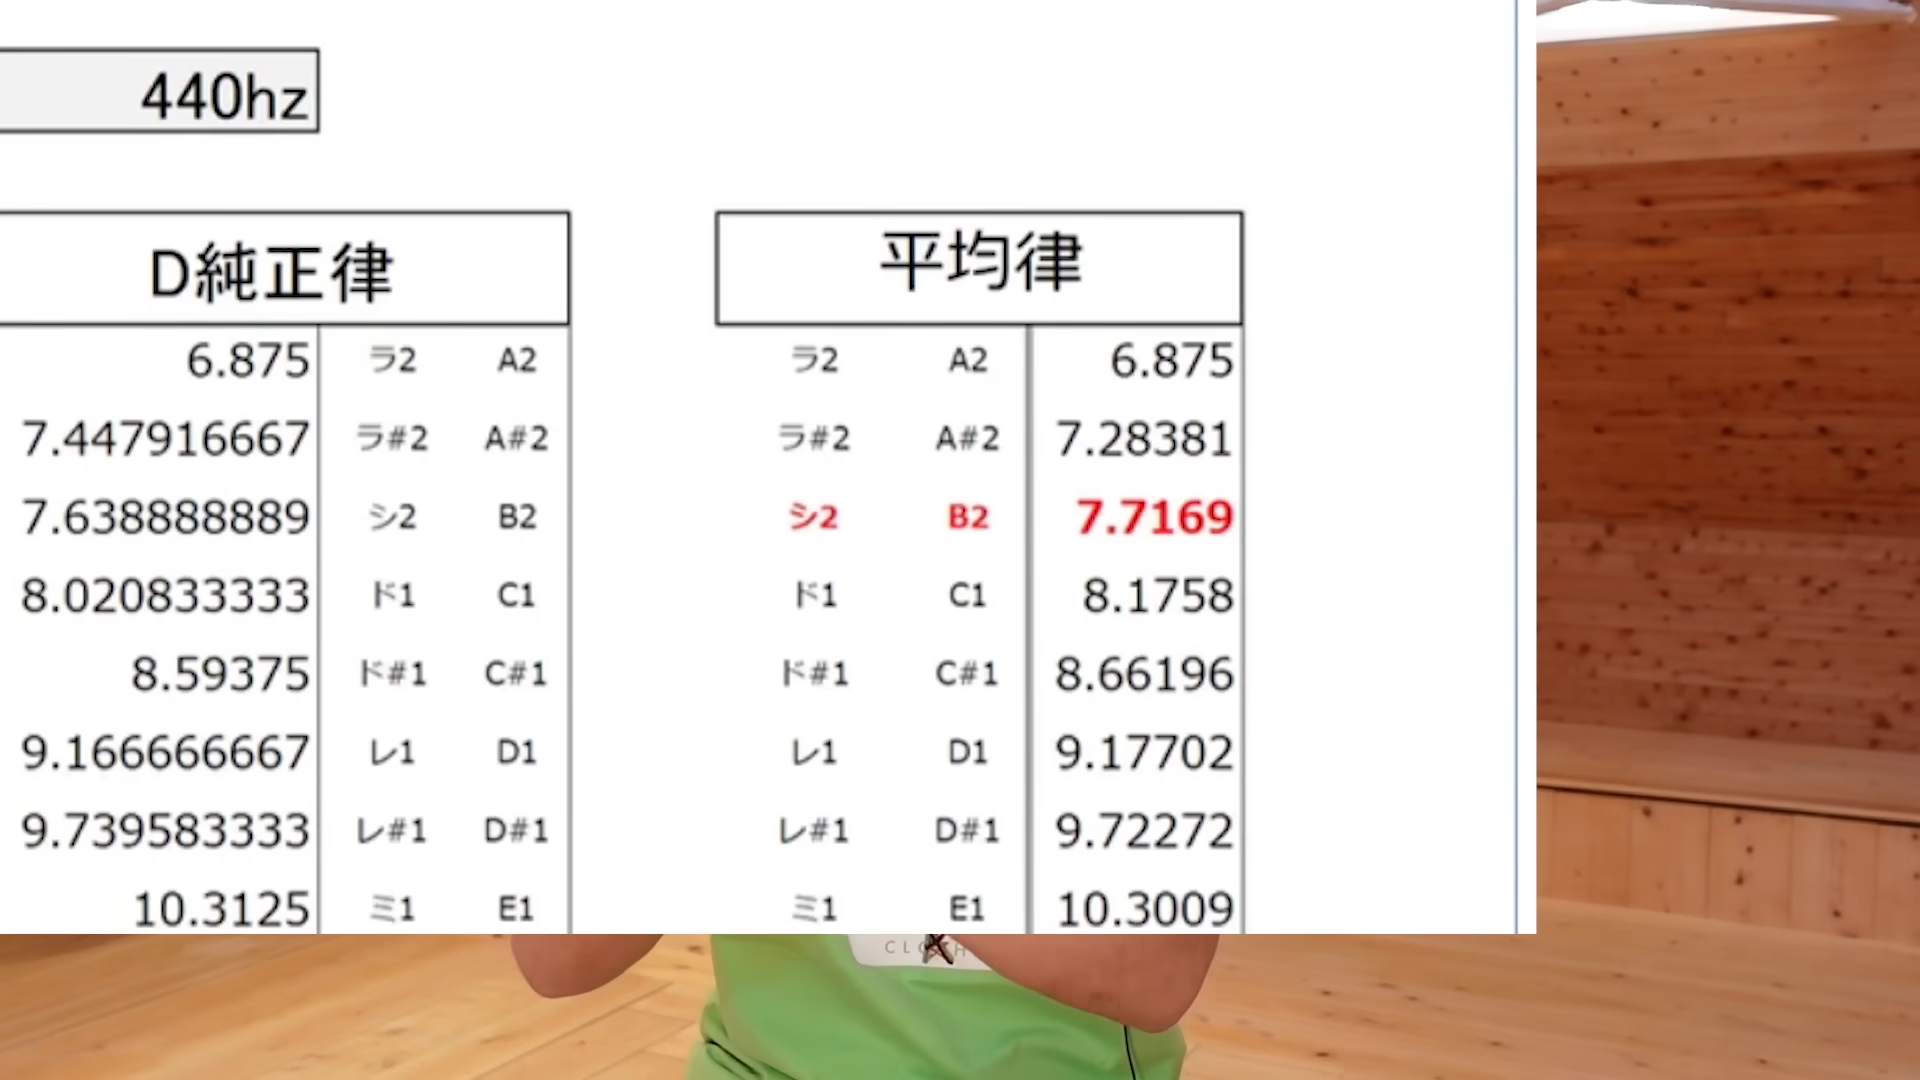 440hz
D純正律 平均律
6.875 ラ2 A2 ラ2 A2 6.875
7.447916667 ラ#2 A#2 ラ#2 A#2 7.28381
7.638888889 シ2 B2 シ2 B2 7.7169
8.020833333 ド1 C1 ド1 C1 8.1758
8.59375 ド#1 C#1 ド#1 C#1 8.66196
9.166666667 レ1 D1 レ1 D1 9.17702
9.739583333 レ#1 D#1 レ#1 D#1 9.72272
10.3125 ミ1 E1 ミ1 E1 10.3009